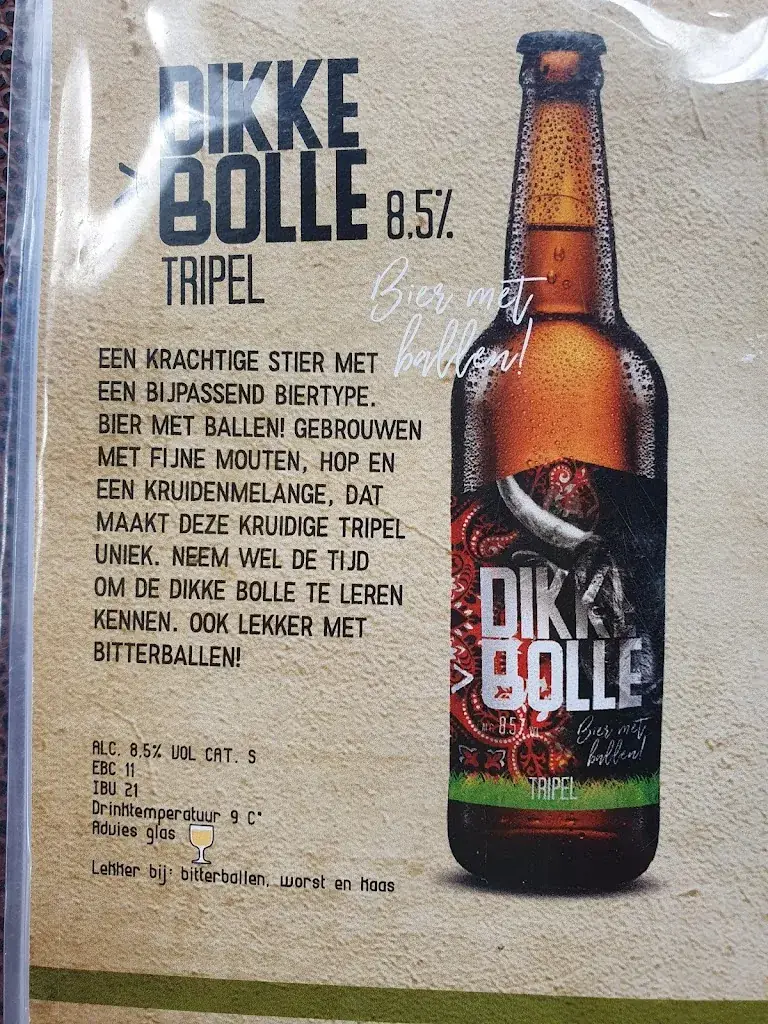 DIKKE
BOLLE 8,5%
TRIPEL
Bier met
ballen!
EEN KRACHTIGE STIER MET
EEN BIJPASSEND BIERTYPE.
BIER MET BALLEN! GEBROUWEN
MET FIJNE MOUTEN, HOP EN
EEN KRUIDENMELANGE, DAT
MAAKT DEZE KRUIDIGE TRIPEL
UNIEK. NEEM WEL DE TIJD
OM DE DIKKE BOLLE TE LEREN
KENNEN. OOK LEKKER MET
BITTERBALLEN!
ALC. 8.5% VOL CAT. S
EBC 11
IBU 21
Drinktemperatuur 9 C°
Advies glas
Lekker bij: bitterballen, worst en kaas
DIKKE
BOLLE
8.5%
Bier met
ballen!
TRIPEL